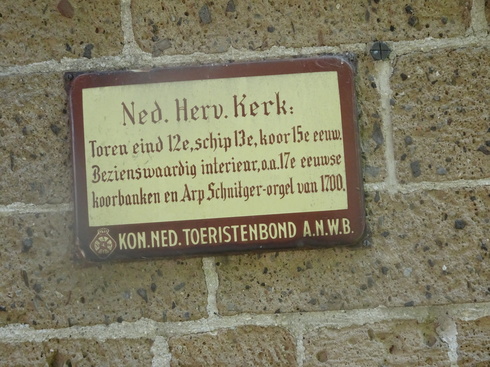 Ned. Herv. Kerk:
Toren eind 12e, schip 13e, koor 15e eeuw.
Bezienswaardig interieur, o.a. 17e eeuwse
koorbanken en Arp Schnitger-orgel van 1700.
KON. NED. TOERISTENBOND A.N.W.B.